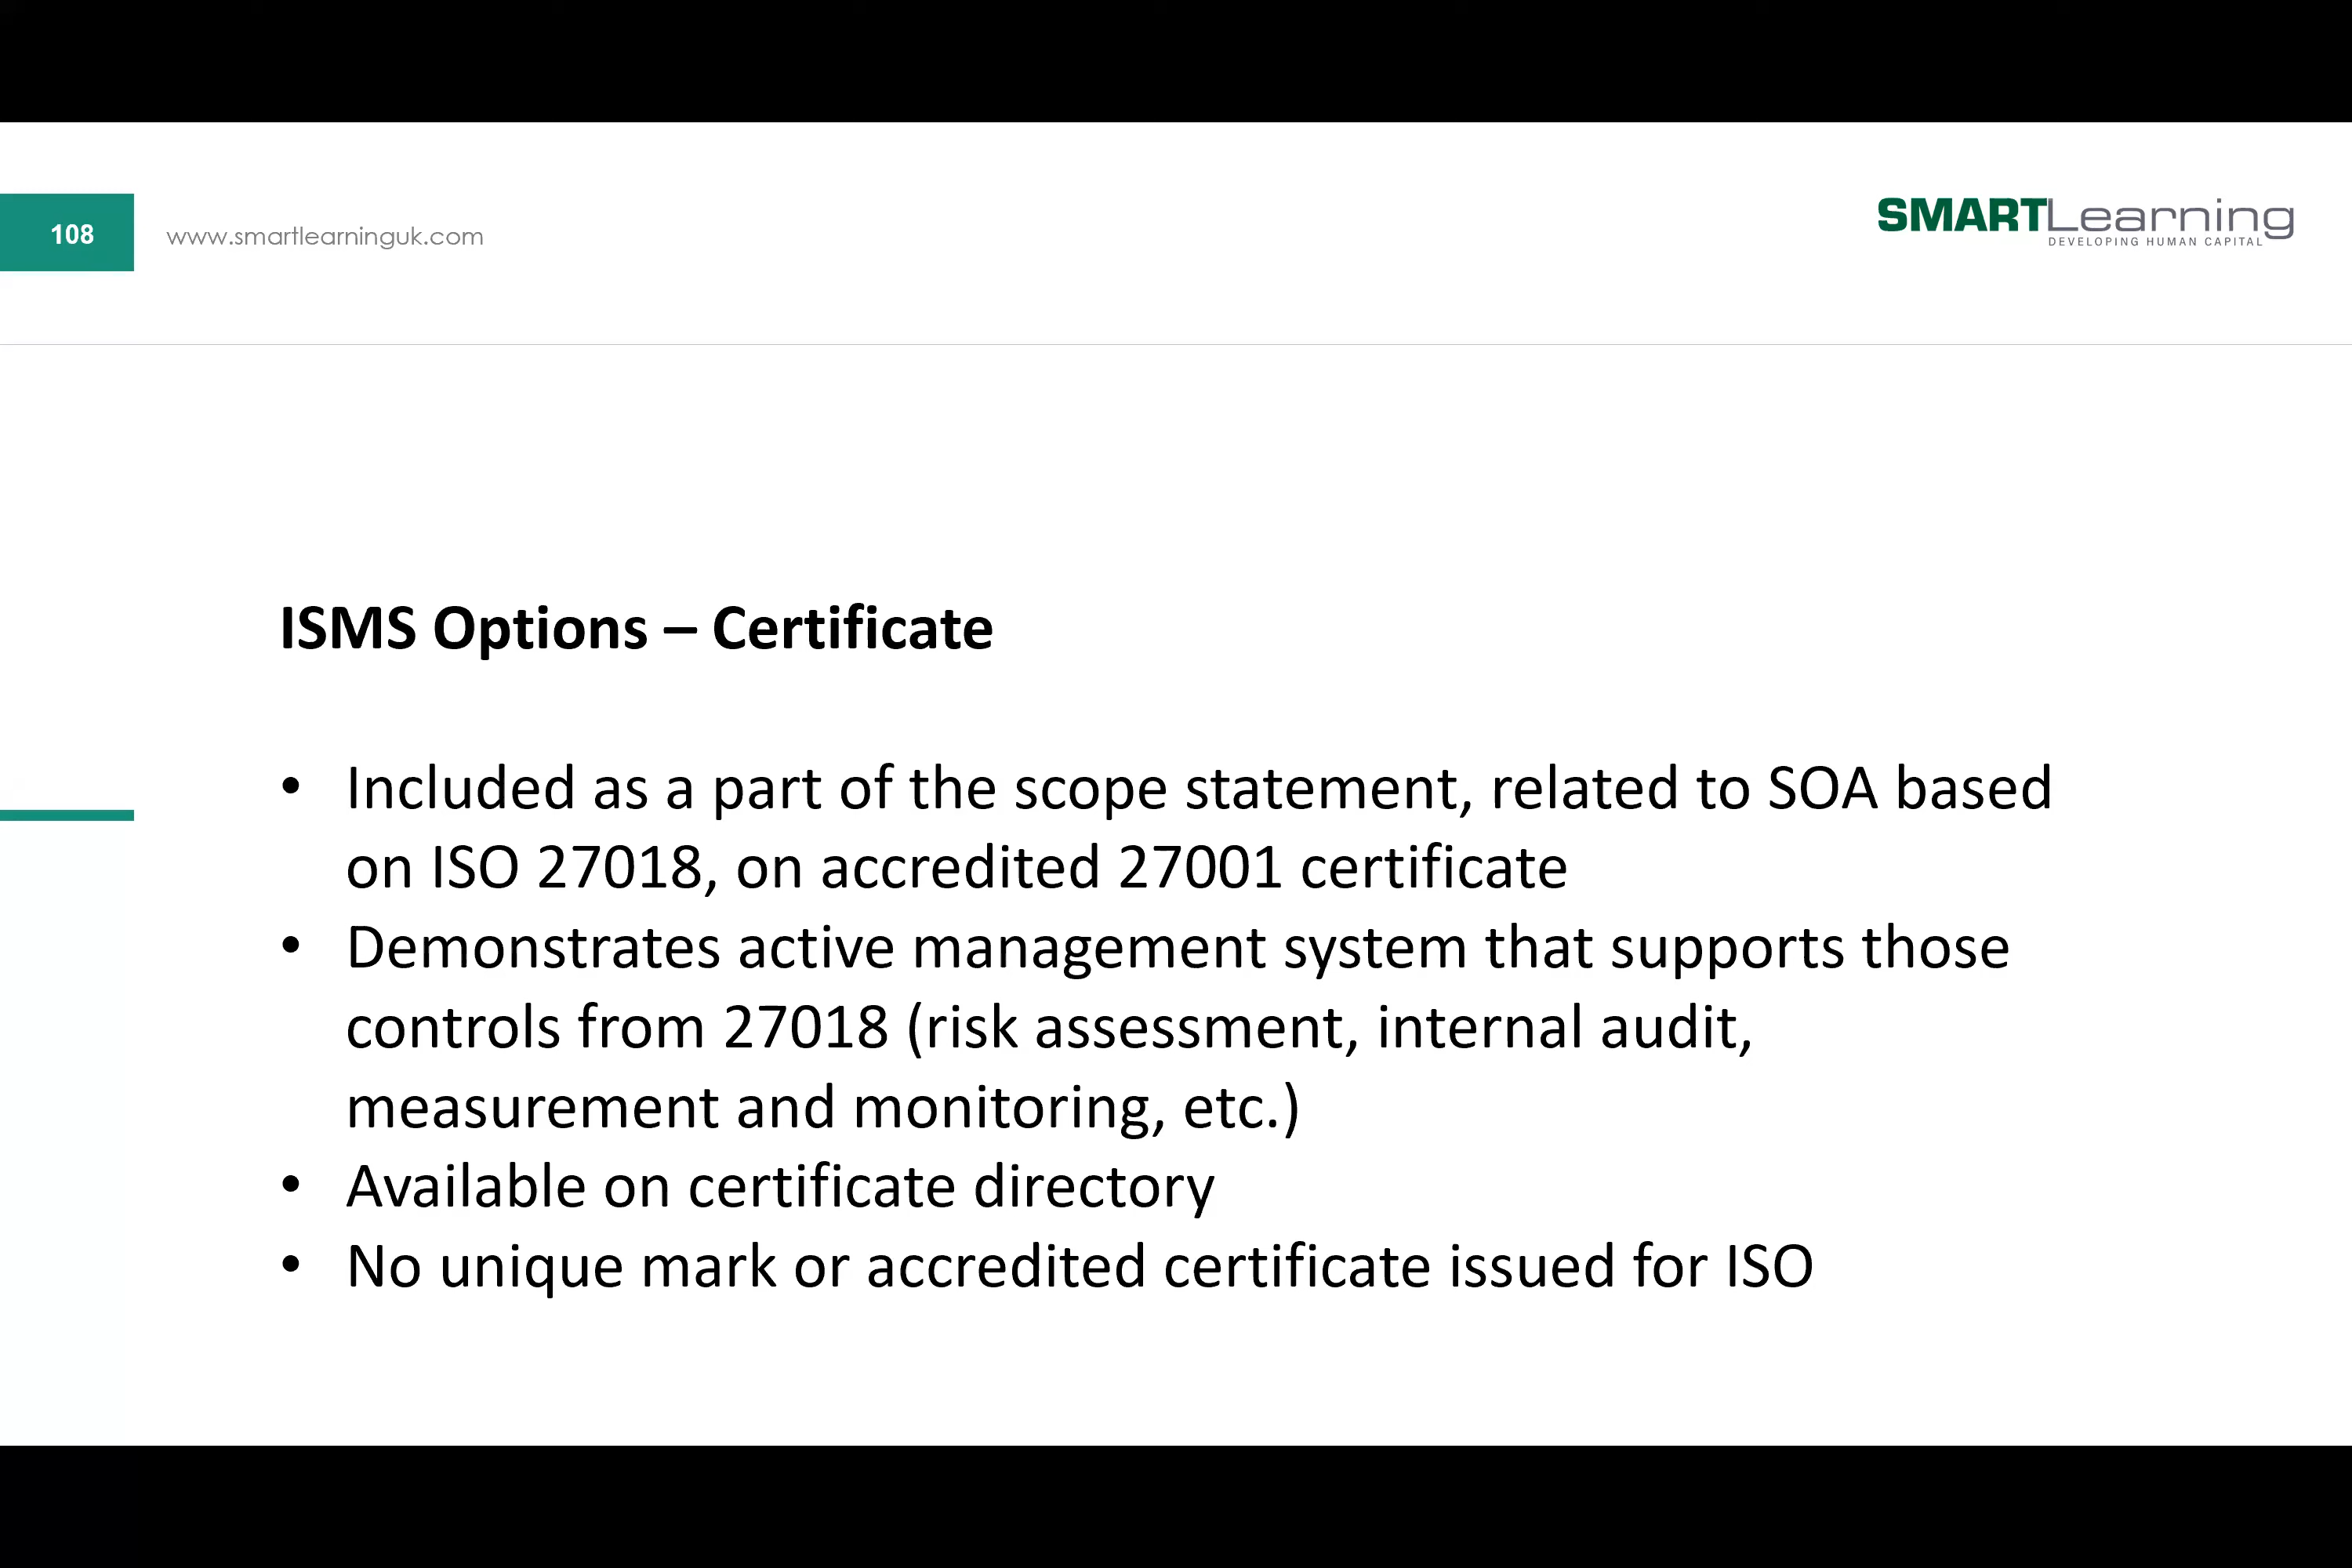 108
www.smartlearninguk.com
SMARTLearning
DEVELOPING HUMAN CAPITAL
ISMS Options – Certificate
• Included as a part of the scope statement, related to SOA based
on ISO 27018, on accredited 27001 certificate
• Demonstrates active management system that supports those
controls from 27018 (risk assessment, internal audit,
measurement and monitoring, etc.)
• Available on certificate directory
• No unique mark or accredited certificate issued for ISO